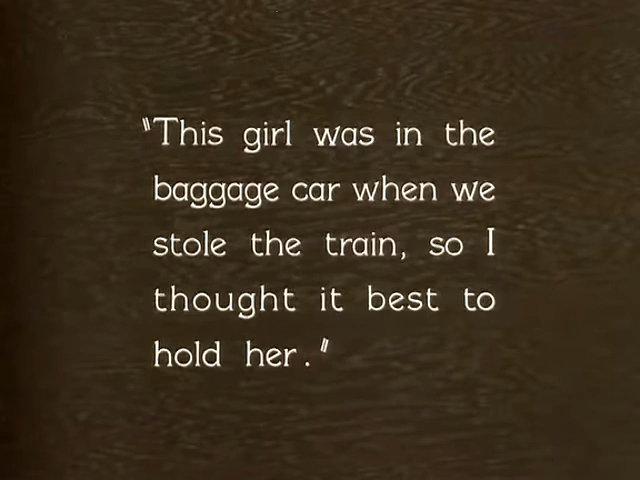 "This girl was in the
baggage car when we
stole the train, so I
thought it best to
hold her."